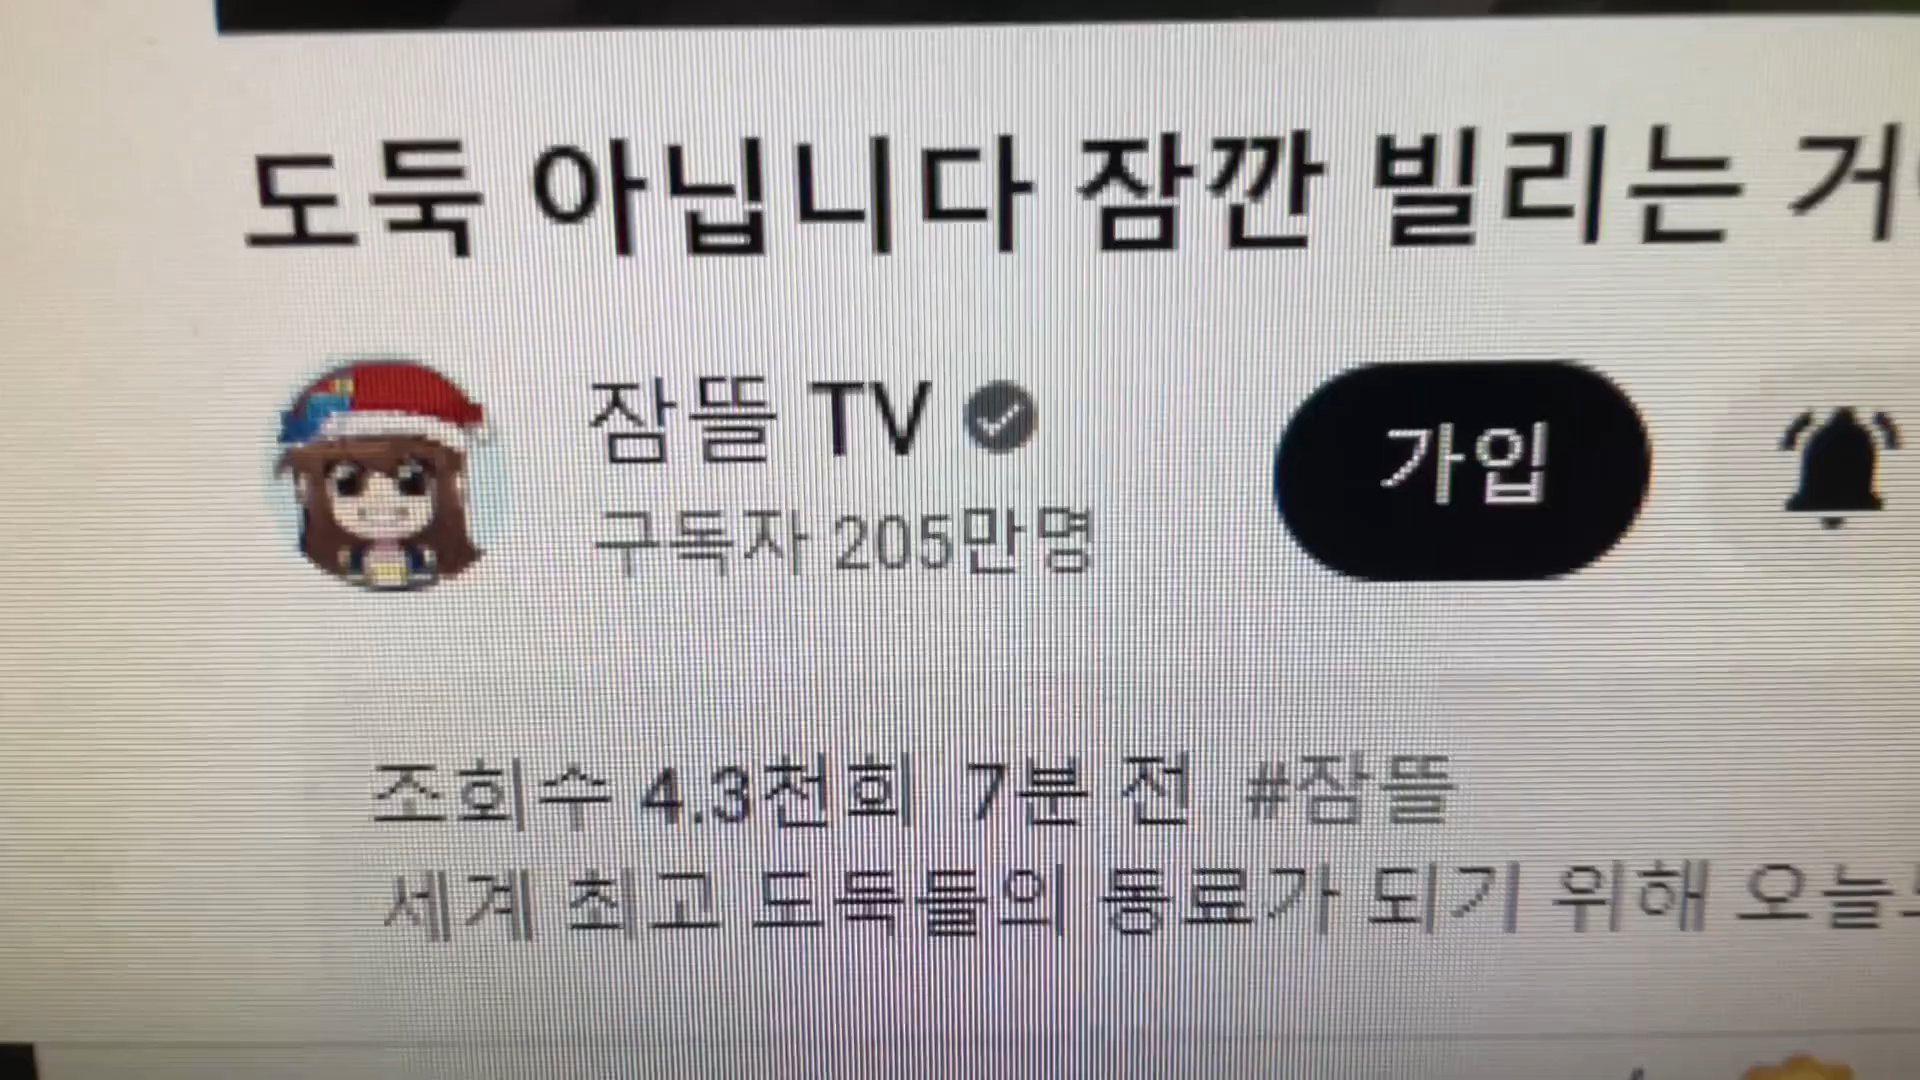 도둑 아닙니다 잠깐 빌리는 거
잠뜰 TV
구독자 205만명
가입
조회수 4.3천회 7분 전 #잠뜰
세계 최고 도둑들의 동료가 되기 위해 오늘